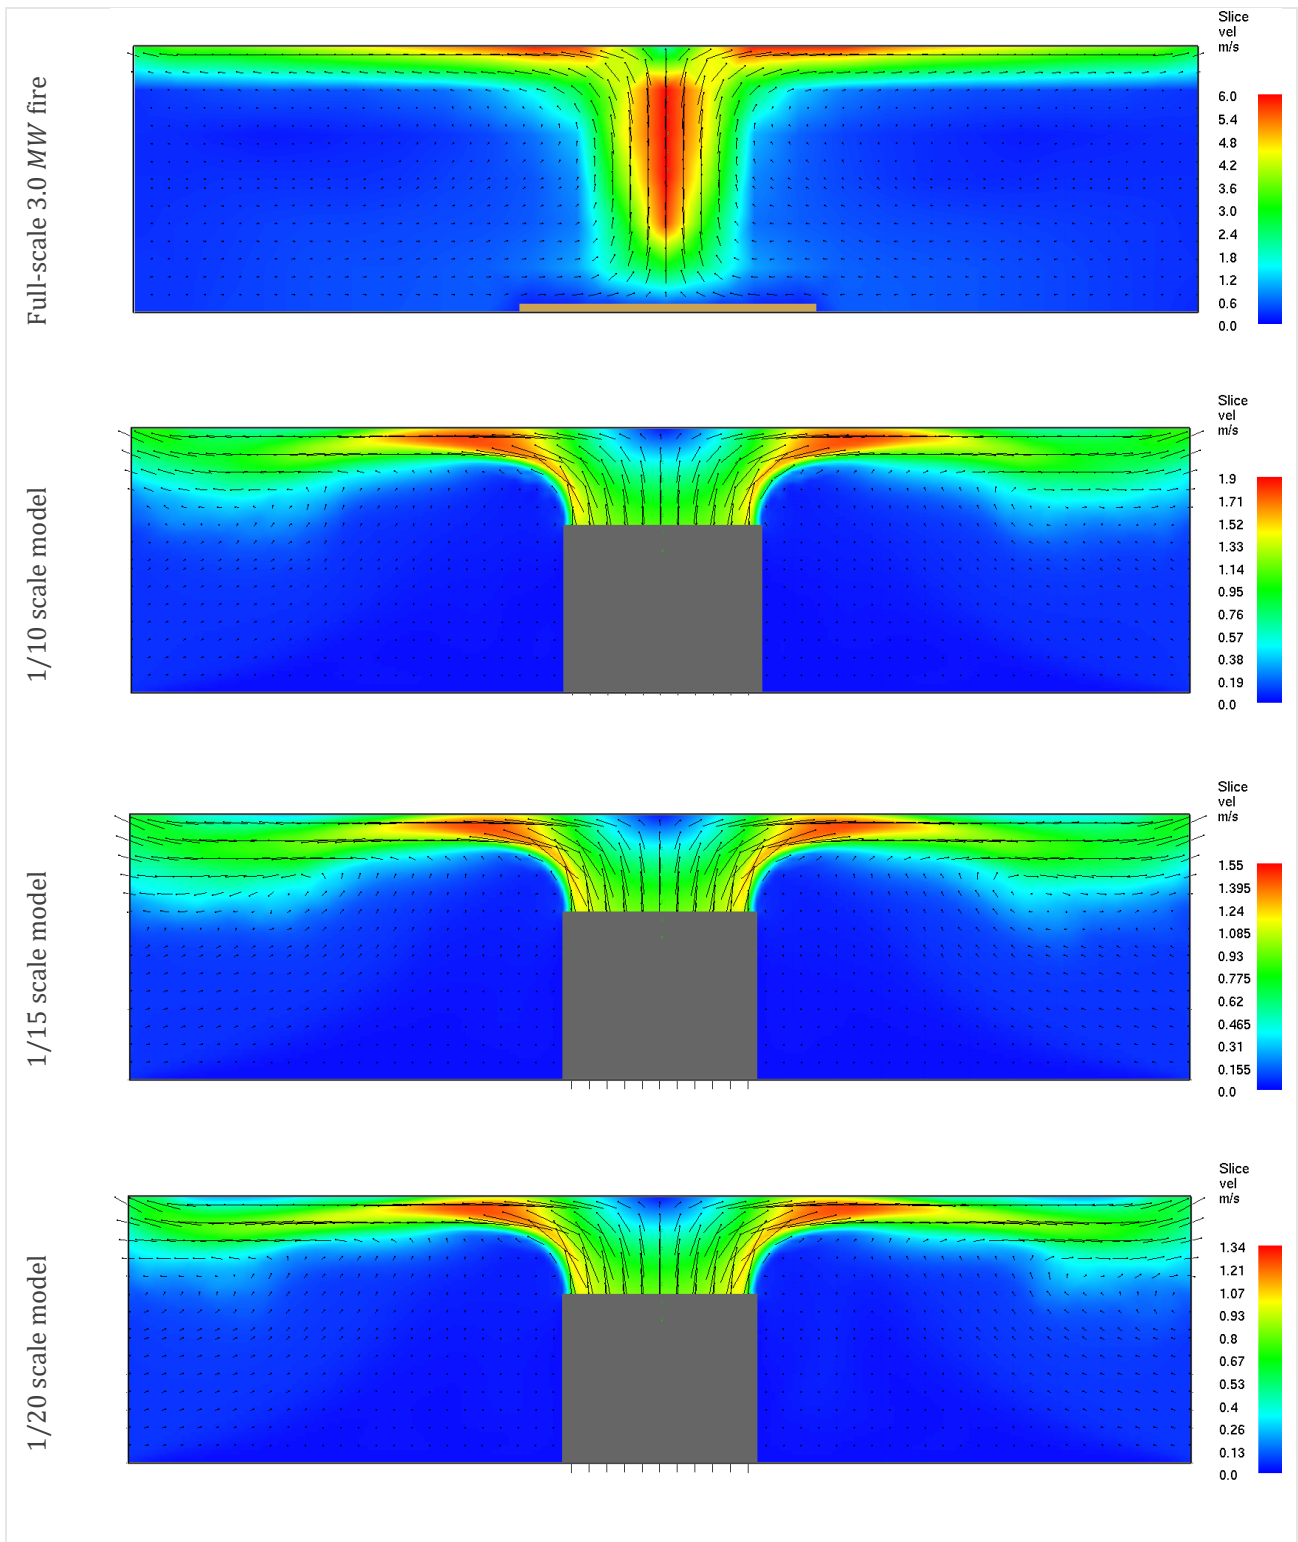 Full-scale 3.0 MW fire
Slice
vel
m/s
6.0
5.4
4.8
4.2
3.6
3.0
2.4
1.8
1.2
0.6
0.0
1/10 scale model
Slice
vel
m/s
1.9
1.71
1.52
1.33
1.14
0.95
0.76
0.57
0.38
0.19
0.0
1/15 scale model
Slice
vel
m/s
1.55
1.395
1.24
1.085
0.93
0.775
0.62
0.465
0.31
0.155
0.0
1/20 scale model
Slice
vel
m/s
1.34
1.21
1.07
0.93
0.8
0.67
0.53
0.4
0.26
0.13
0.0